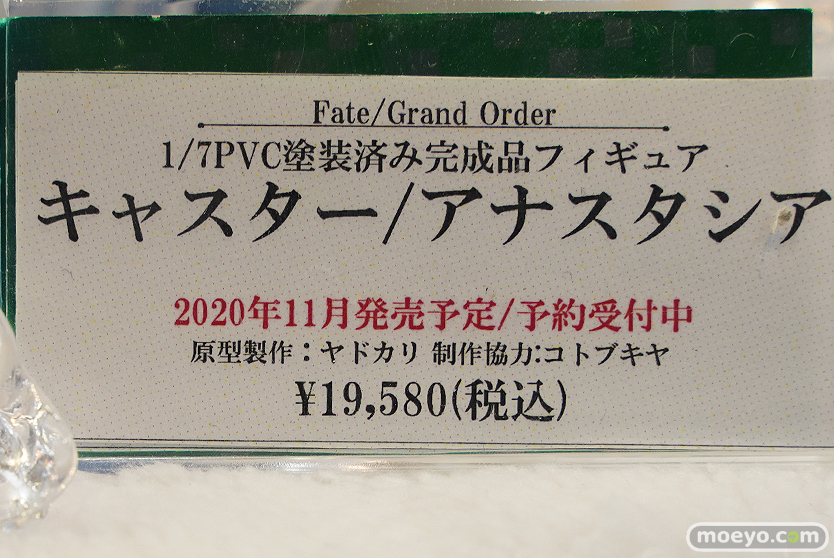 Fate/Grand Order
1/7PVC塗装済み完成品フィギュア
キャスター/アナスタシア
2020年11月発売予定/予約受付中
原型製作：ヤドカリ 制作協力:コトブキヤ
¥19,580(税込)
moeyo.com